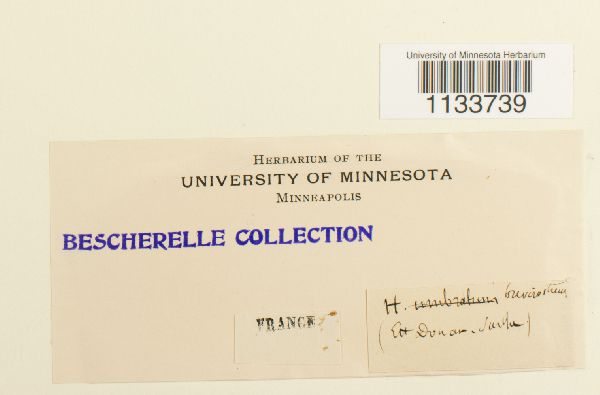 University of Minnesota Herbarium
1133739
HERBARIUM OF THE
UNIVERSITY OF MINNESOTA
MINNEAPOLIS
BESCHERELLE COLLECTION
H. umbratum
FRANCE